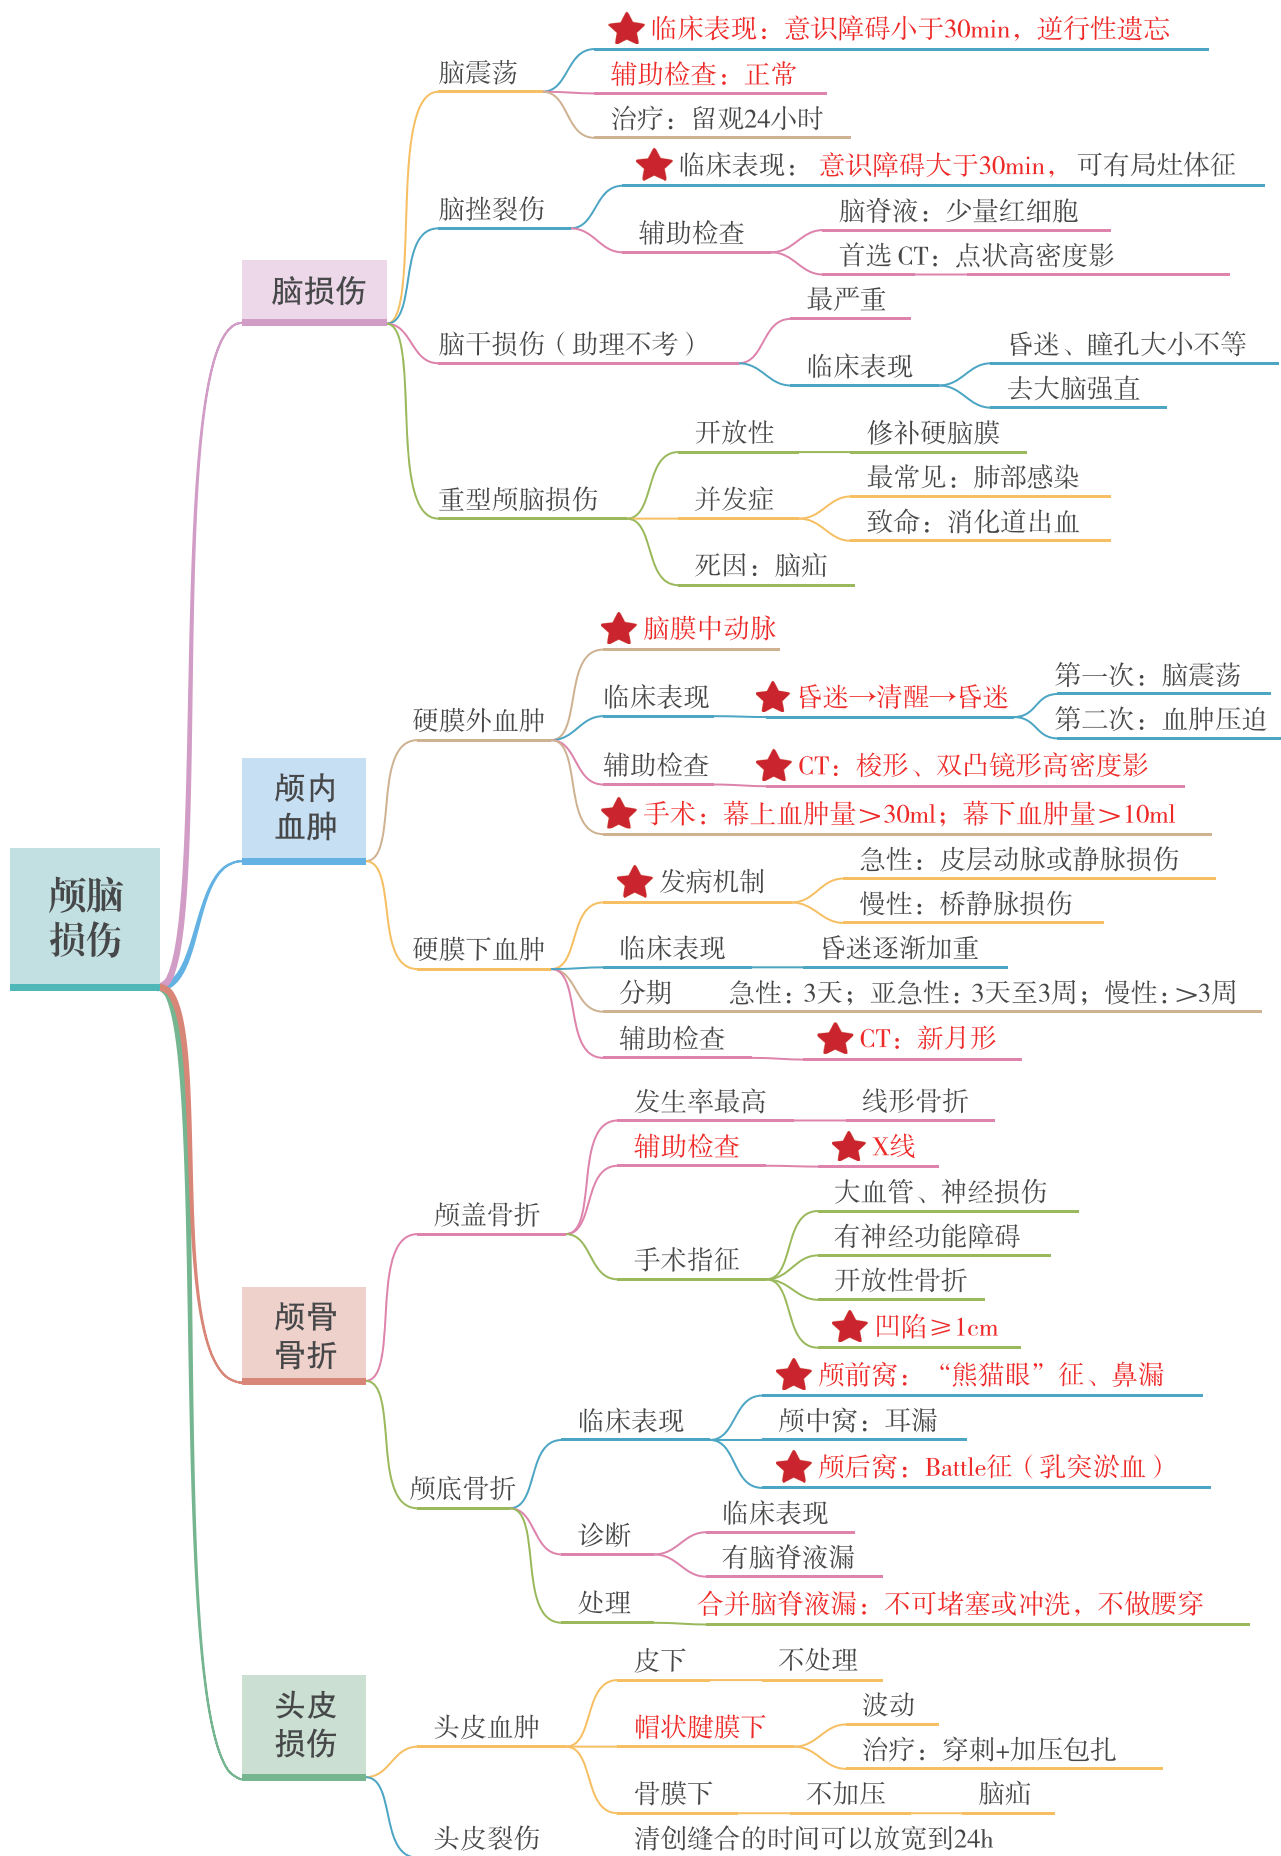 颅脑
损伤
脑损伤
脑震荡
临床表现：意识障碍小于30min，逆行性遗忘
辅助检查：正常
治疗：留观24小时
脑挫裂伤
临床表现：意识障碍大于30min，可有局灶体征
辅助检查
脑脊液：少量红细胞
首选 CT：点状高密度影
脑干损伤（助理不考）
最严重
临床表现
昏迷、瞳孔大小不等
去大脑强直
重型颅脑损伤
开放性
修补硬脑膜
并发症
最常见：肺部感染
致命：消化道出血
死因：脑疝
颅内
血肿
硬膜外血肿
脑膜中动脉
临床表现
昏迷→清醒→昏迷
第一次：脑震荡
第二次：血肿压迫
辅助检查
CT：梭形、双凸镜形高密度影
手术：幕上血肿量＞30ml；幕下血肿量＞10ml
硬膜下血肿
发病机制
急性：皮层动脉或静脉损伤
慢性：桥静脉损伤
临床表现
昏迷逐渐加重
分期
急性：3天；亚急性：3天至3周；慢性：＞3周
辅助检查
CT：新月形
颅骨
骨折
颅盖骨折
发生率最高
线形骨折
辅助检查
X线
手术指征
大血管、神经损伤
有神经功能障碍
开放性骨折
凹陷≥1cm
颅底骨折
临床表现
颅前窝：“熊猫眼”征、鼻漏
颅中窝：耳漏
颅后窝：Battle征（乳突淤血）
诊断
临床表现
有脑脊液漏
处理
合并脑脊液漏：不可堵塞或冲洗，不做腰穿
头皮
损伤
头皮血肿
皮下
不处理
帽状腱膜下
波动
治疗：穿刺+加压包扎
骨膜下
不加压
脑疝
头皮裂伤
清创缝合的时间可以放宽到24h